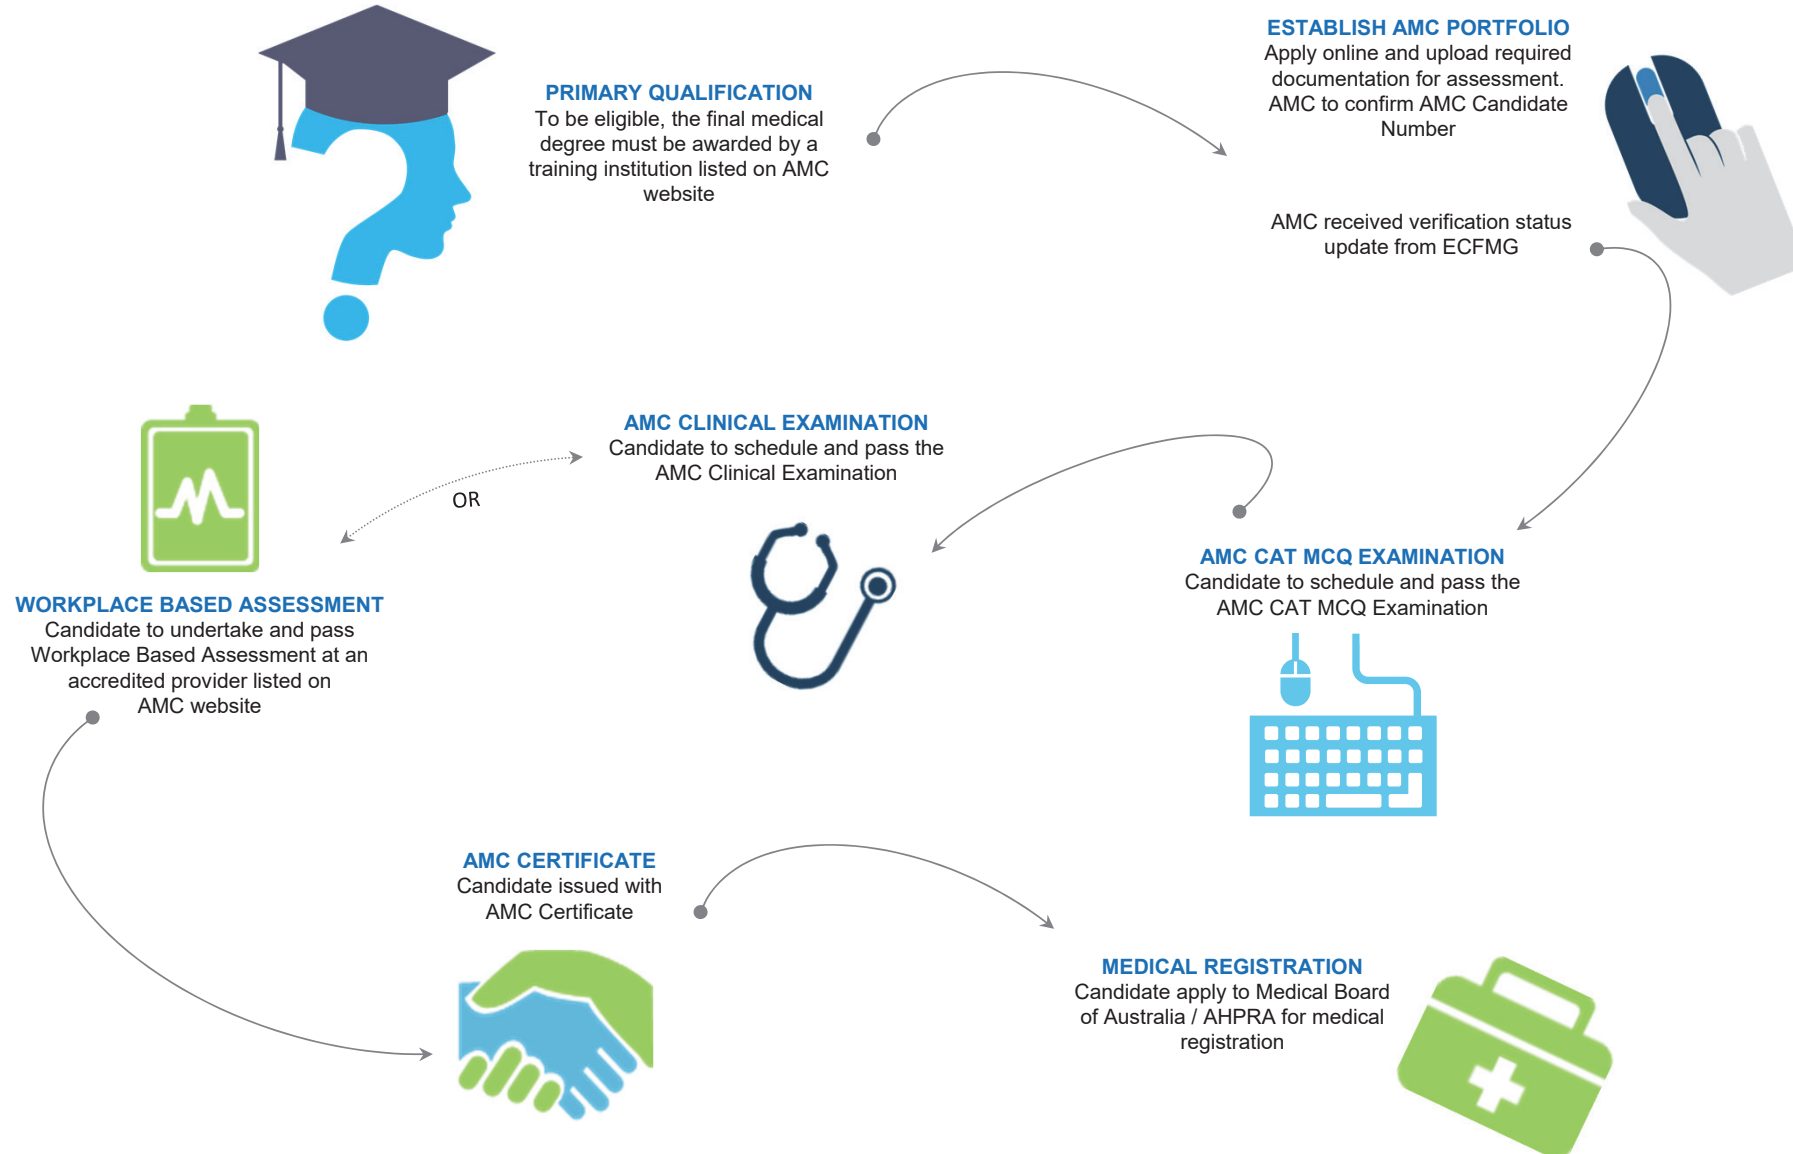 PRIMARY QUALIFICATION
To be eligible, the final medical
degree must be awarded by a
training institution listed on AMC
website
ESTABLISH AMC PORTFOLIO
Apply online and upload required
documentation for assessment.
AMC to confirm AMC Candidate
Number
AMC received verification status
update from ECFMG
AMC CAT MCQ EXAMINATION
Candidate to schedule and pass the
AMC CAT MCQ Examination
AMC CLINICAL EXAMINATION
Candidate to schedule and pass the
AMC Clinical Examination
OR
WORKPLACE BASED ASSESSMENT
Candidate to undertake and pass
Workplace Based Assessment at an
accredited provider listed on
AMC website
AMC CERTIFICATE
Candidate issued with
AMC Certificate
MEDICAL REGISTRATION
Candidate apply to Medical Board
of Australia / AHPRA for medical
registration